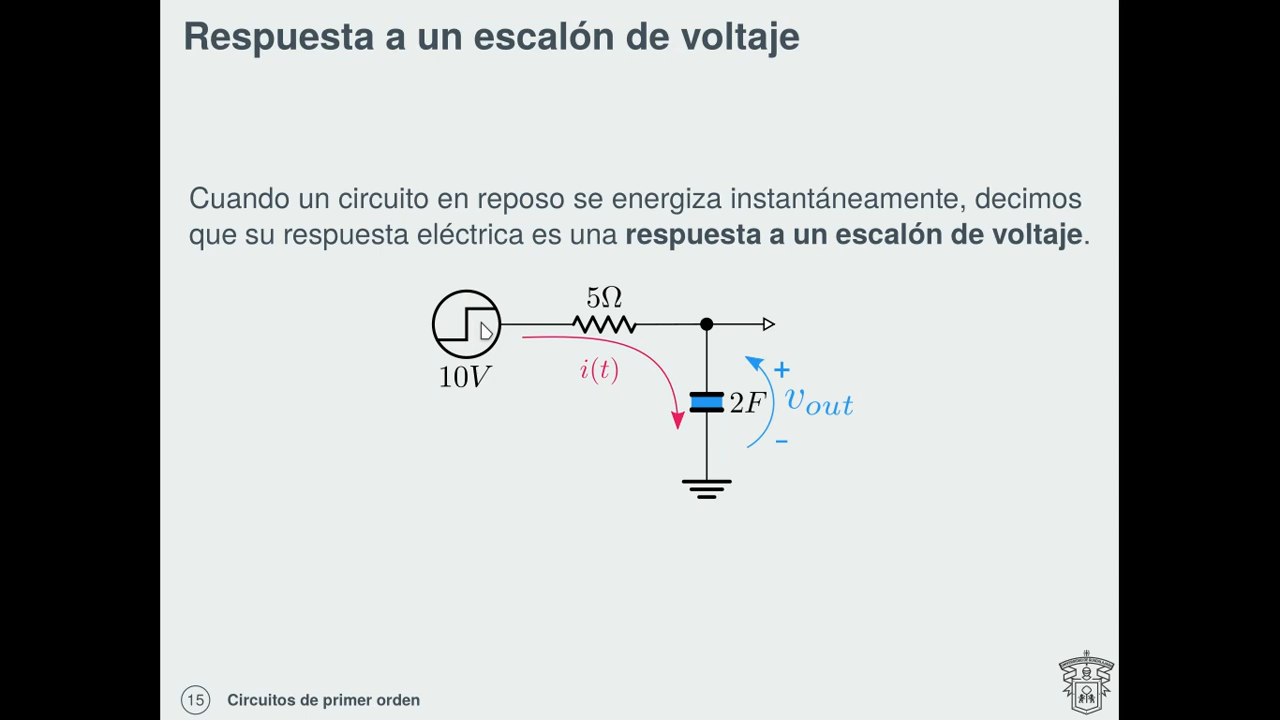 Respuesta a un escalón de voltaje
Cuando un circuito en reposo se energiza instantáneamente, decimos
que su respuesta eléctrica es una respuesta a un escalón de voltaje.
5Ω
10V
i(t)
2F
+
v_out
-
15 Circuitos de primer orden